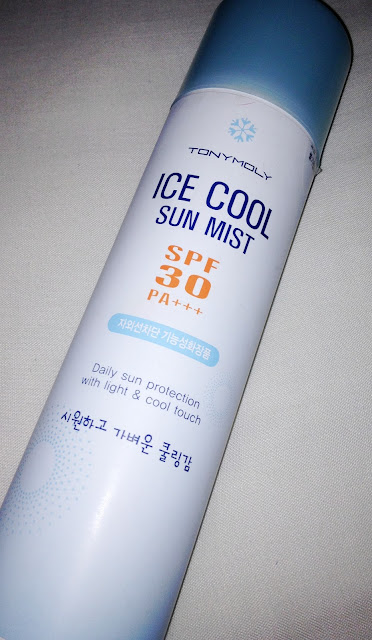 TONYMOLY
ICE COOL
SUN MIST
SPF
30
PA+++
자외선차단 기능성화장품
Daily sun protection
with light & cool touch
시원하고 가벼운 쿨링감